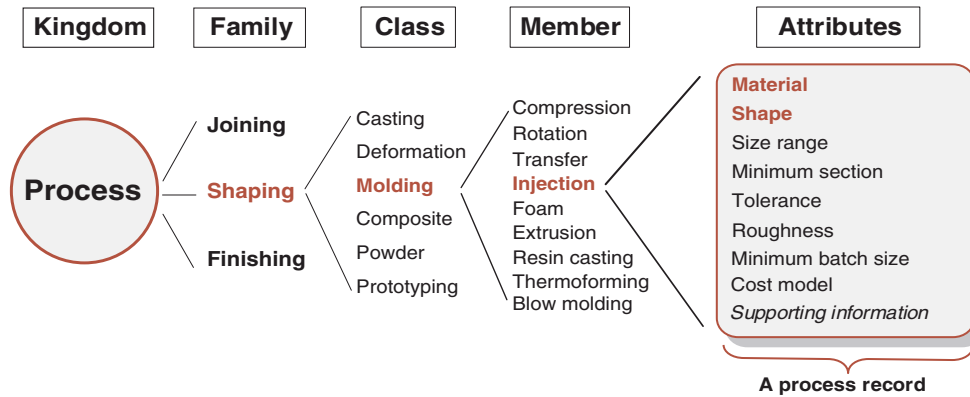 Kingdom
Family
Class
Member
Attributes
Process
Joining
Shaping
Finishing
Casting
Deformation
Molding
Composite
Powder
Prototyping
Compression
Rotation
Transfer
Injection
Foam
Extrusion
Resin casting
Thermoforming
Blow molding
Material
Shape
Size range
Minimum section
Tolerance
Roughness
Minimum batch size
Cost model
Supporting information
A process record